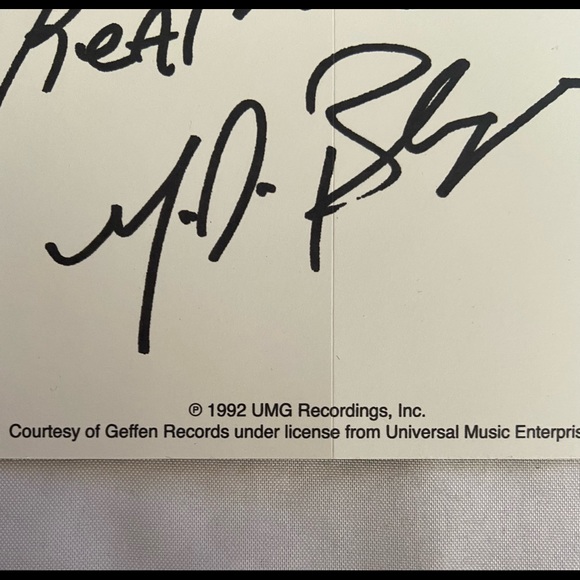 M.D.
℗ 1992 UMG Recordings, Inc.
Courtesy of Geffen Records under license from Universal Music Enterpris